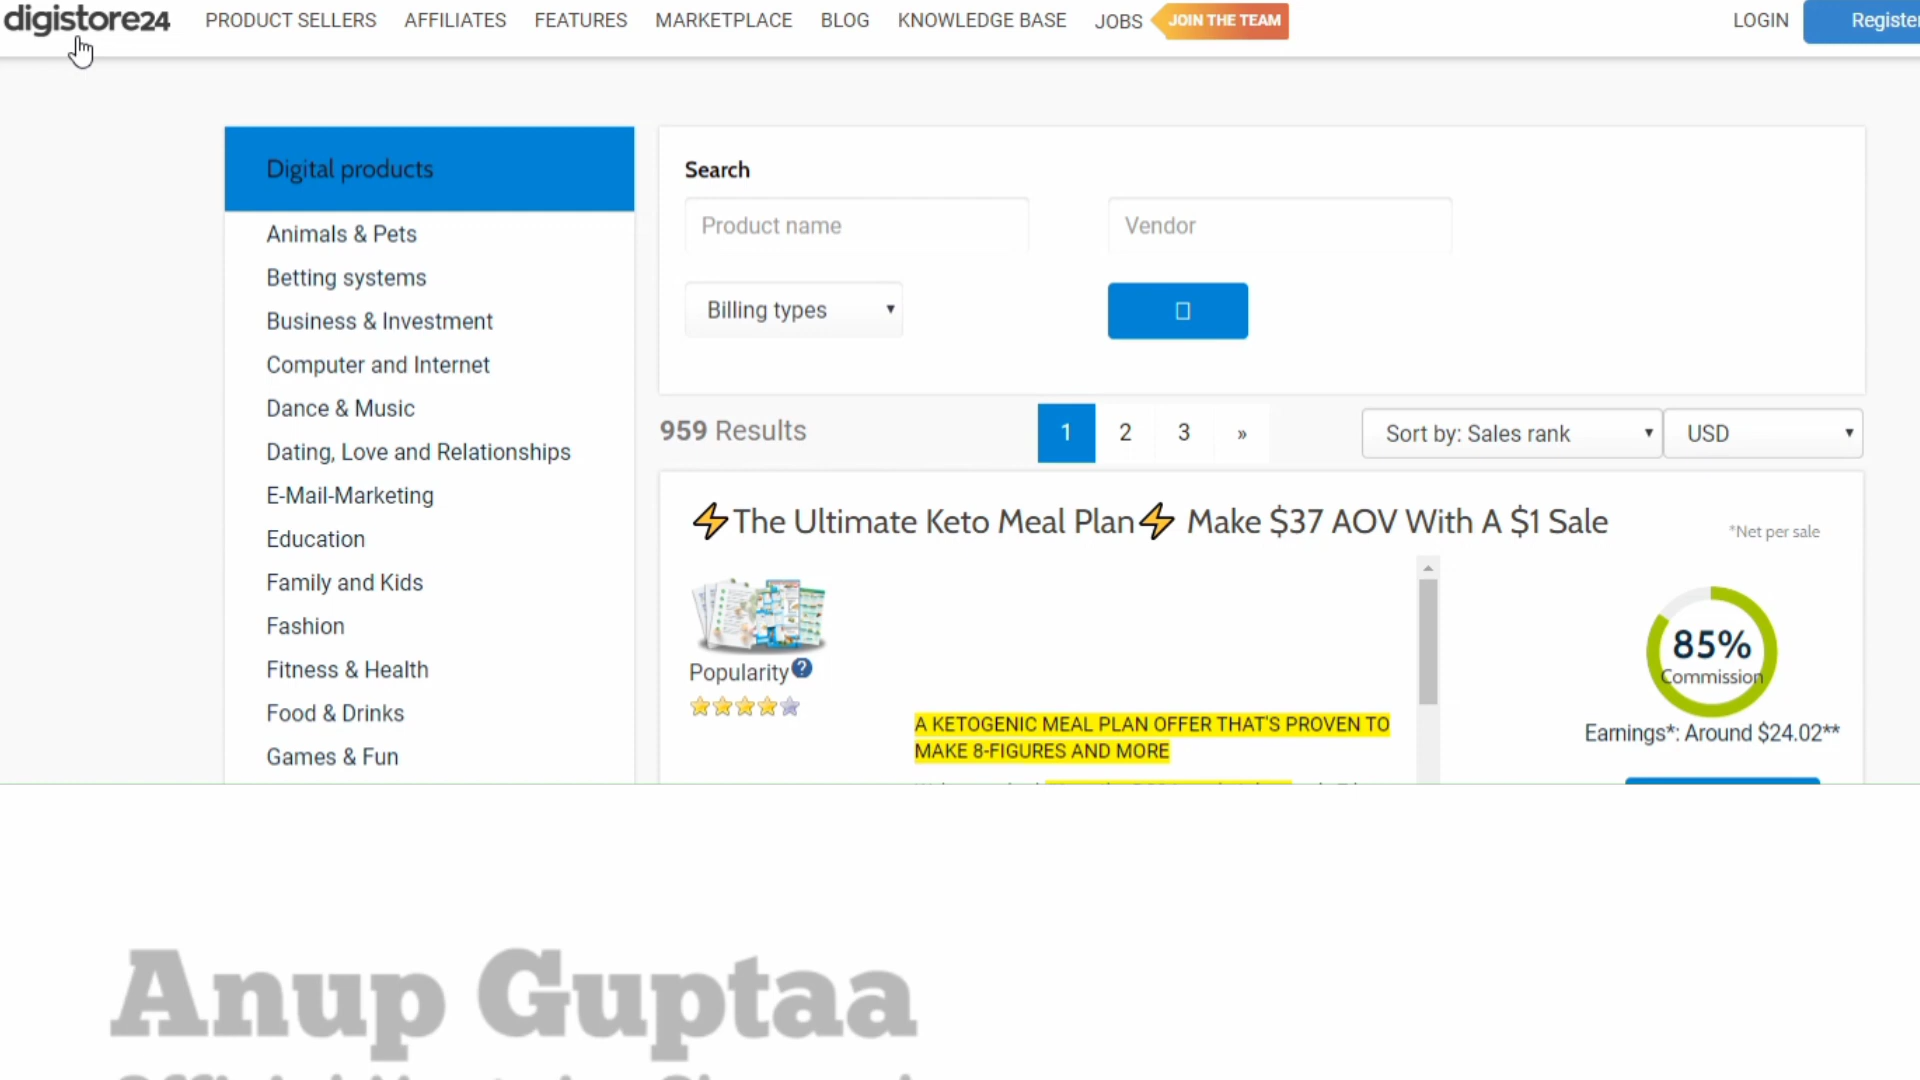 digistore24 PRODUCT SELLERS AFFILIATES FEATURES MARKETPLACE BLOG KNOWLEDGE BASE JOBS JOIN THE TEAM LOGIN Register
Digital products
Animals & Pets
Betting systems
Business & Investment
Computer and Internet
Dance & Music
Dating, Love and Relationships
E-Mail-Marketing
Education
Family and Kids
Fashion
Fitness & Health
Food & Drinks
Games & Fun
Search
Product name Vendor
Billing types
959 Results 1 2 3 » Sort by: Sales rank USD
⚡The Ultimate Keto Meal Plan⚡ Make $37 AOV With A $1 Sale
*Net per sale
Popularity
A KETOGENIC MEAL PLAN OFFER THAT'S PROVEN TO
MAKE 8-FIGURES AND MORE
85%
Commission
Earnings*: Around $24.02**
Anup Guptaa